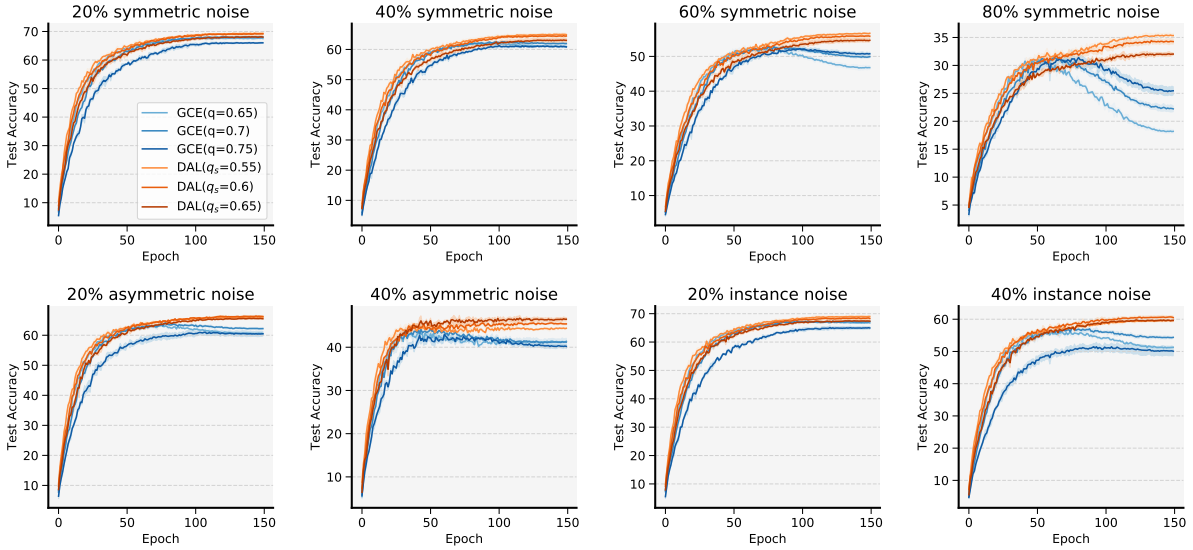 20% symmetric noise
Test Accuracy
70
60
50
40
30
20
10
0
50
100
150
Epoch
GCE(q=0.65)
GCE(q=0.7)
GCE(q=0.75)
DAL(qₛ=0.55)
DAL(qₛ=0.6)
DAL(qₛ=0.65)
40% symmetric noise
Test Accuracy
60
50
40
30
20
10
0
50
100
150
Epoch
60% symmetric noise
Test Accuracy
50
40
30
20
10
0
50
100
150
Epoch
80% symmetric noise
Test Accuracy
35
30
25
20
15
10
5
0
50
100
150
Epoch
20% asymmetric noise
Test Accuracy
60
50
40
30
20
10
0
50
100
150
Epoch
40% asymmetric noise
Test Accuracy
40
30
20
10
0
50
100
150
Epoch
20% instance noise
Test Accuracy
70
60
50
40
30
20
10
0
50
100
150
Epoch
40% instance noise
Test Accuracy
60
50
40
30
20
10
0
50
100
150
Epoch